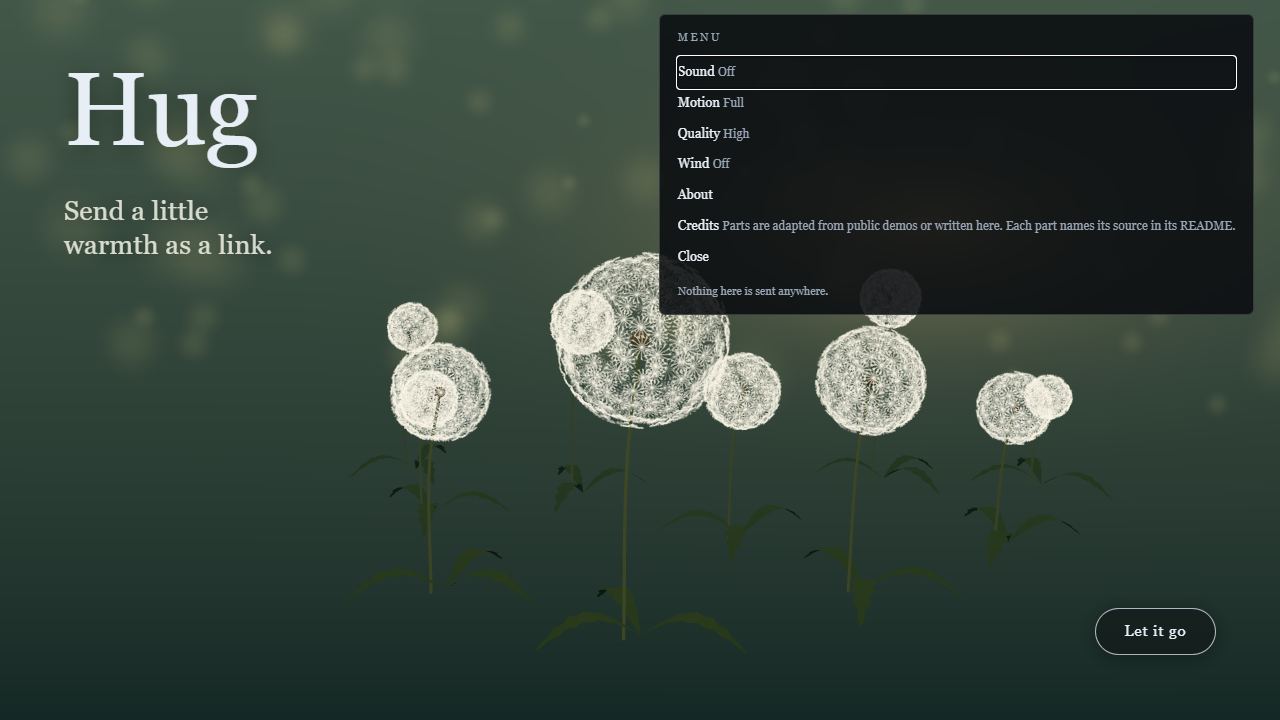 Hug
Send a little
warmth as a link.
MENU
Sound Off
Motion Full
Quality High
Wind Off
About
Credits Parts are adapted from public demos or written here. Each part names its source in its README.
Close
Nothing here is sent anywhere.
Let it go